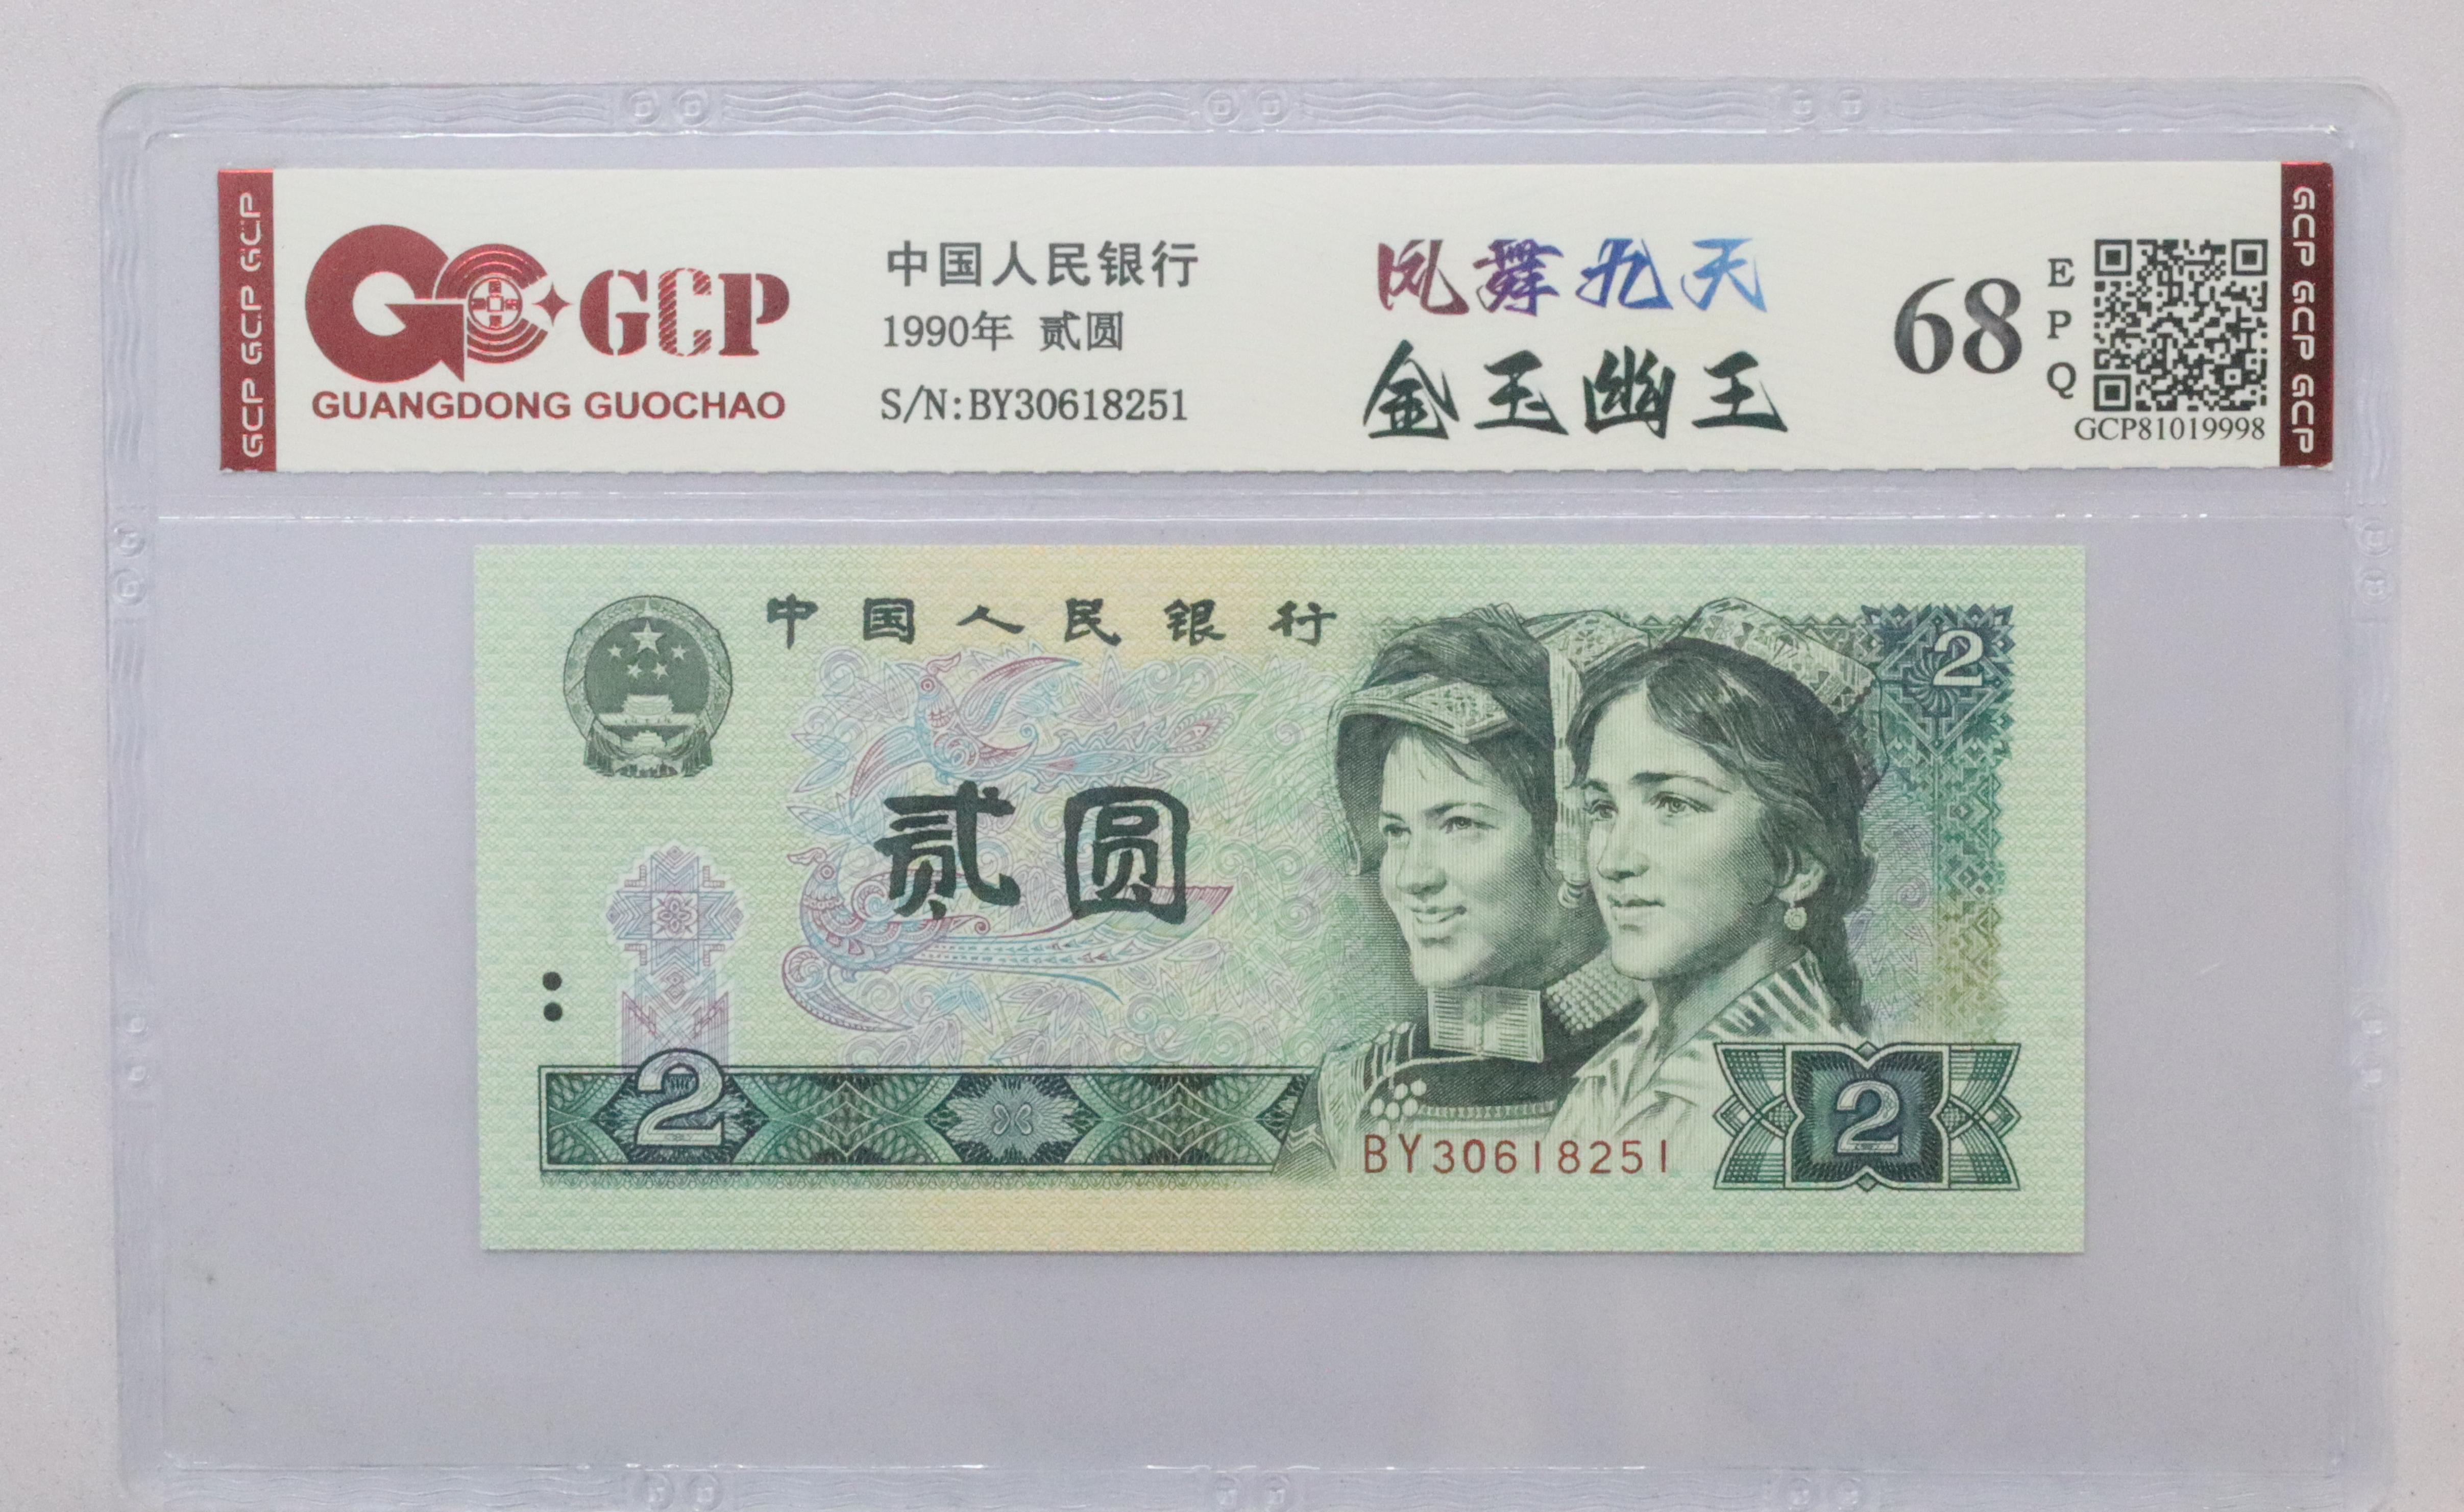 GCP GCP GCP
GCP
GUANGDONG GUOCHAO
中国人民银行
1990年 贰圆
S/N:BY30618251
凤舞九天
金玉幽王
68
E
P
Q
GCP81019998
GCP GCP GCP
中国人民银行
2
贰圆
2
2
BY30618251